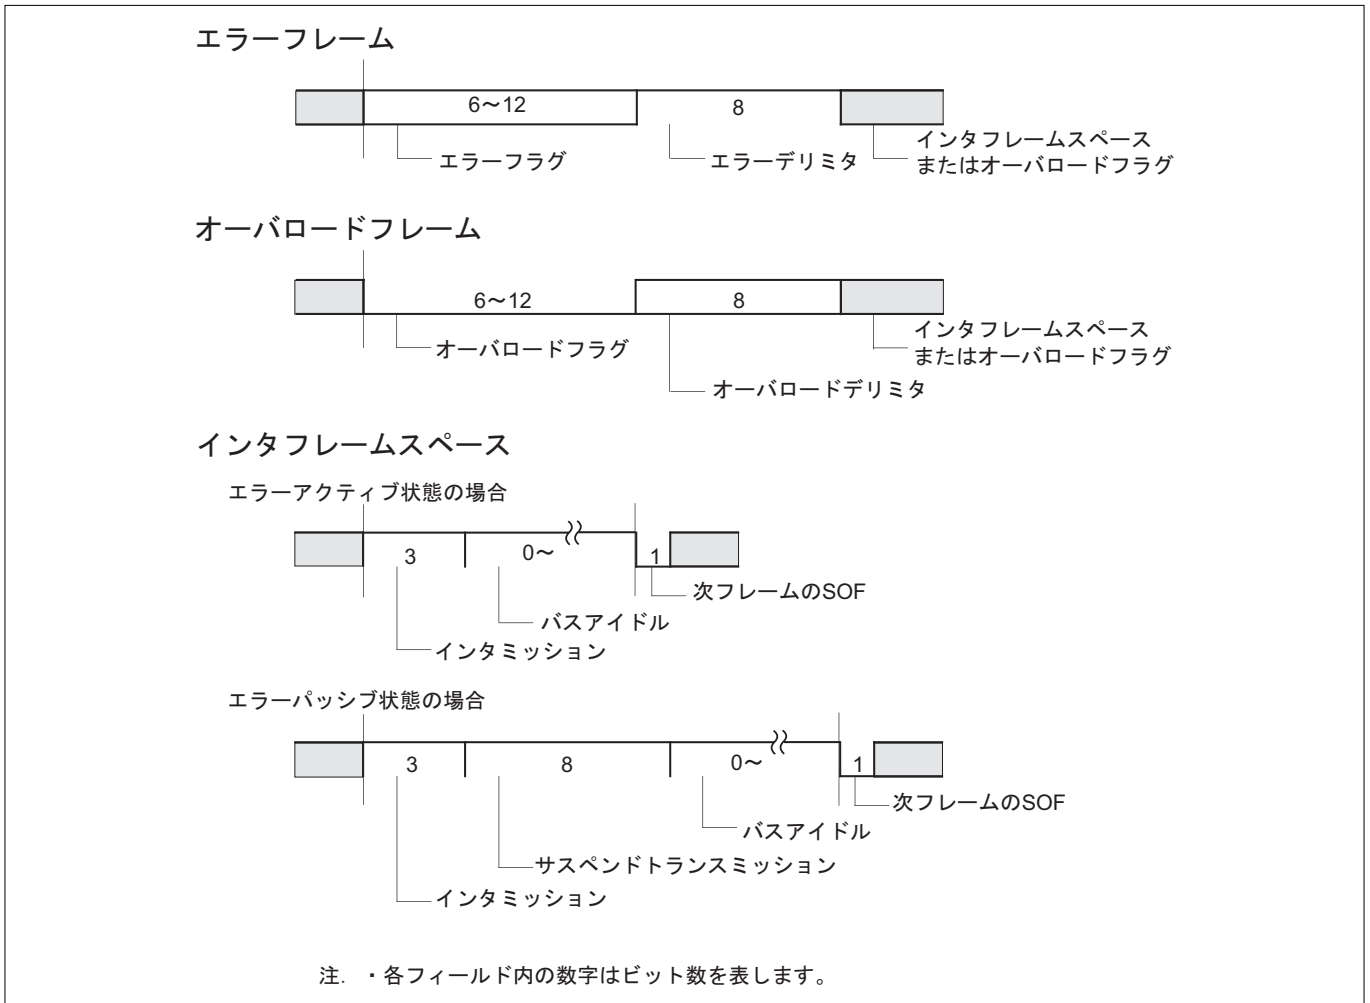 エラーフレーム
6～12
8
エラーフラグ
エラーデリミタ
インタフレームスペース
またはオーバロードフラグ
オーバロードフレーム
6～12
8
オーバロードフラグ
インタフレームスペース
またはオーバロードフラグ
オーバロードデリミタ
インタフレームスペース
エラーアクティブ状態の場合
3
0～
1
次フレームのSOF
バスアイドル
インタミッション
エラーパッシブ状態の場合
3
8
0～
1
次フレームのSOF
バスアイドル
サスペンドトランスミッション
インタミッション
注. ・各フィールド内の数字はビット数を表します。